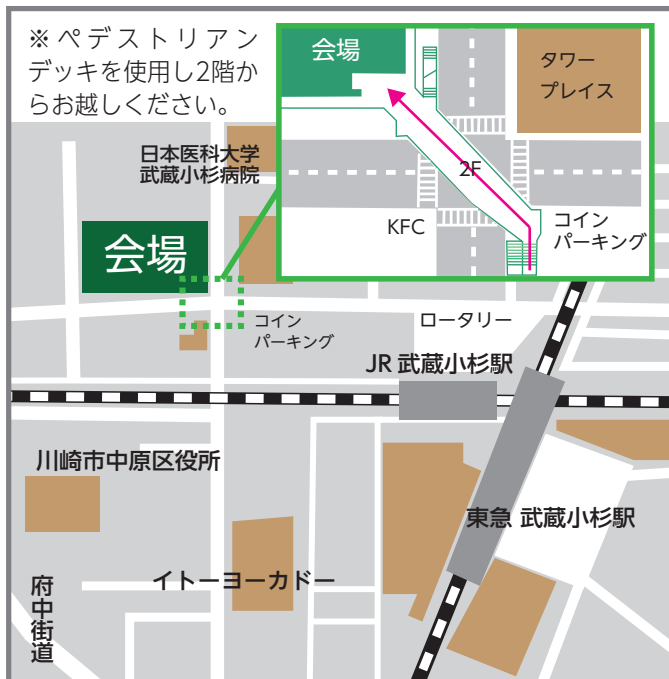 ※ペデストリアン
デッキを使用し2階か
らお越しください。
会場
タワー
プレイス
2F
KFC
コイン
パーキング
日本医科大学
武蔵小杉病院
会場
コイン
パーキング
ロータリー
JR 武蔵小杉駅
川崎市中原区役所
東急 武蔵小杉駅
イトーヨーカドー
府中街道